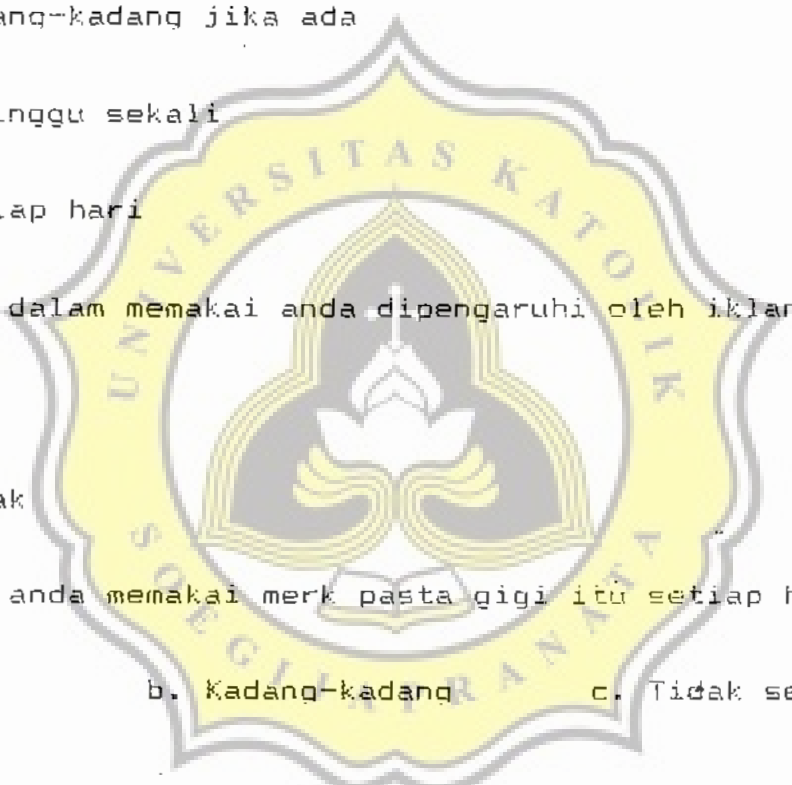 ang-kadang jika ada
inggu sekali
iap hari
dalam memakai anda dipengaruhi oleh iklan
ak
anda memakai merk pasta gigi itu setiap h
b. Kadang-kadang c. Tidak se
UNIVERSITAS KATOLIK
SOEGIJAPRANATA